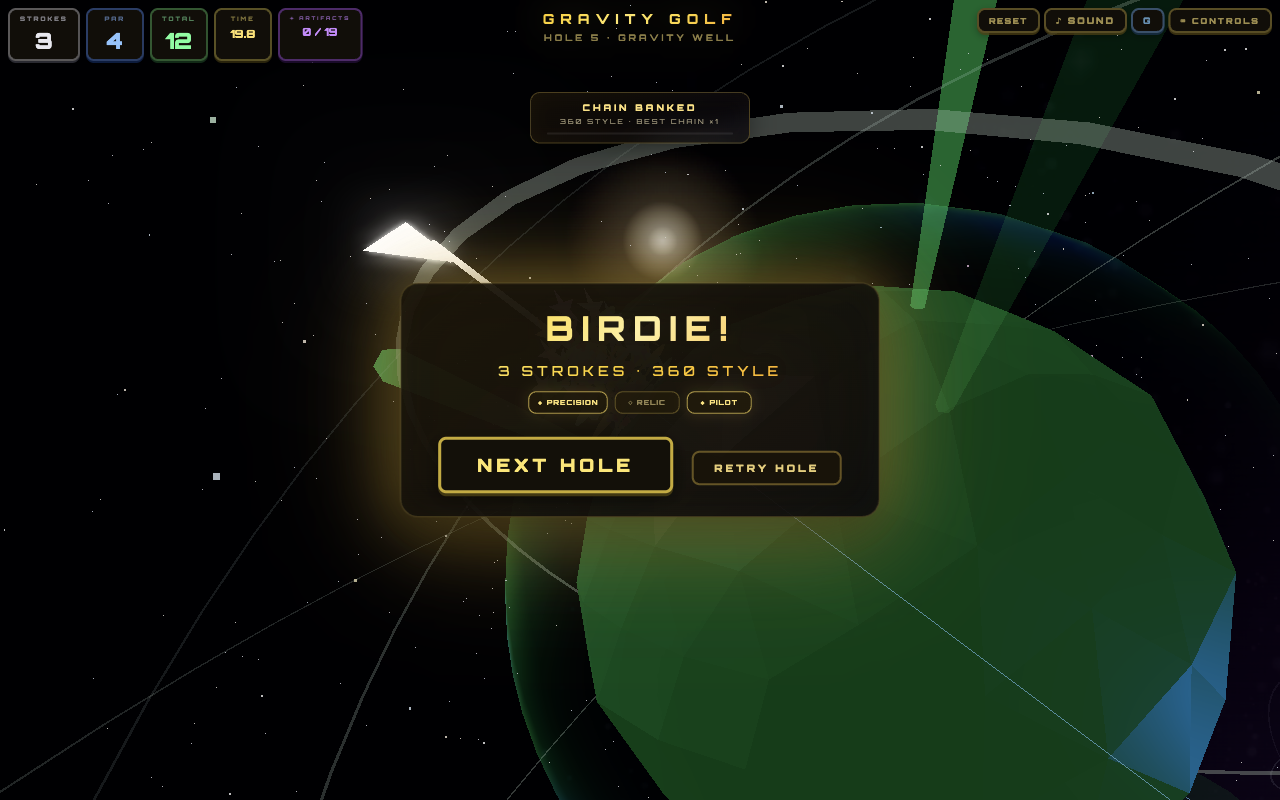 STROKES
3
PAR
4
TOTAL
12
TIME
19.8
ARTIFACTS
0 / 19
GRAVITY GOLF
HOLE 5 · GRAVITY WELL
RESET
♪ SOUND
G
CONTROLS
CHAIN BANKED
360 STYLE · BEST CHAIN ×1
BIRDIE!
3 STROKES · 360 STYLE
◆ PRECISION
◇ RELIC
◆ PILOT
NEXT HOLE
RETRY HOLE